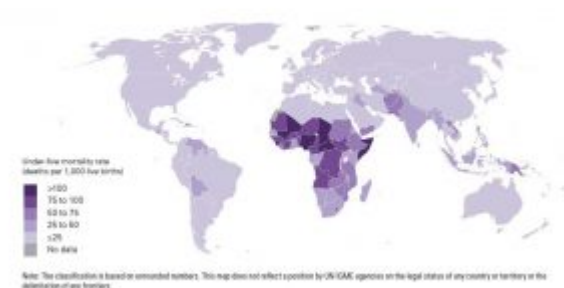 Under-five mortality rate
(deaths per 1,000 live births)
>100
75 to 100
50 to 75
25 to 50
≤25
No data
Note: The classification is based on unrounded numbers. This map does not reflect a position by UN IGME agencies on the legal status of any country or territory or the
delimitation of any frontiers.